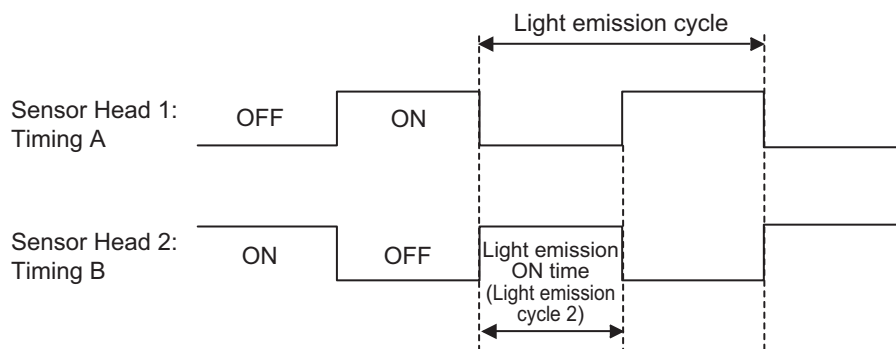 Light emission cycle
Sensor Head 1:
Timing A
OFF
ON
Sensor Head 2:
Timing B
ON
OFF
Light emission
ON time
(Light emission
cycle 2)